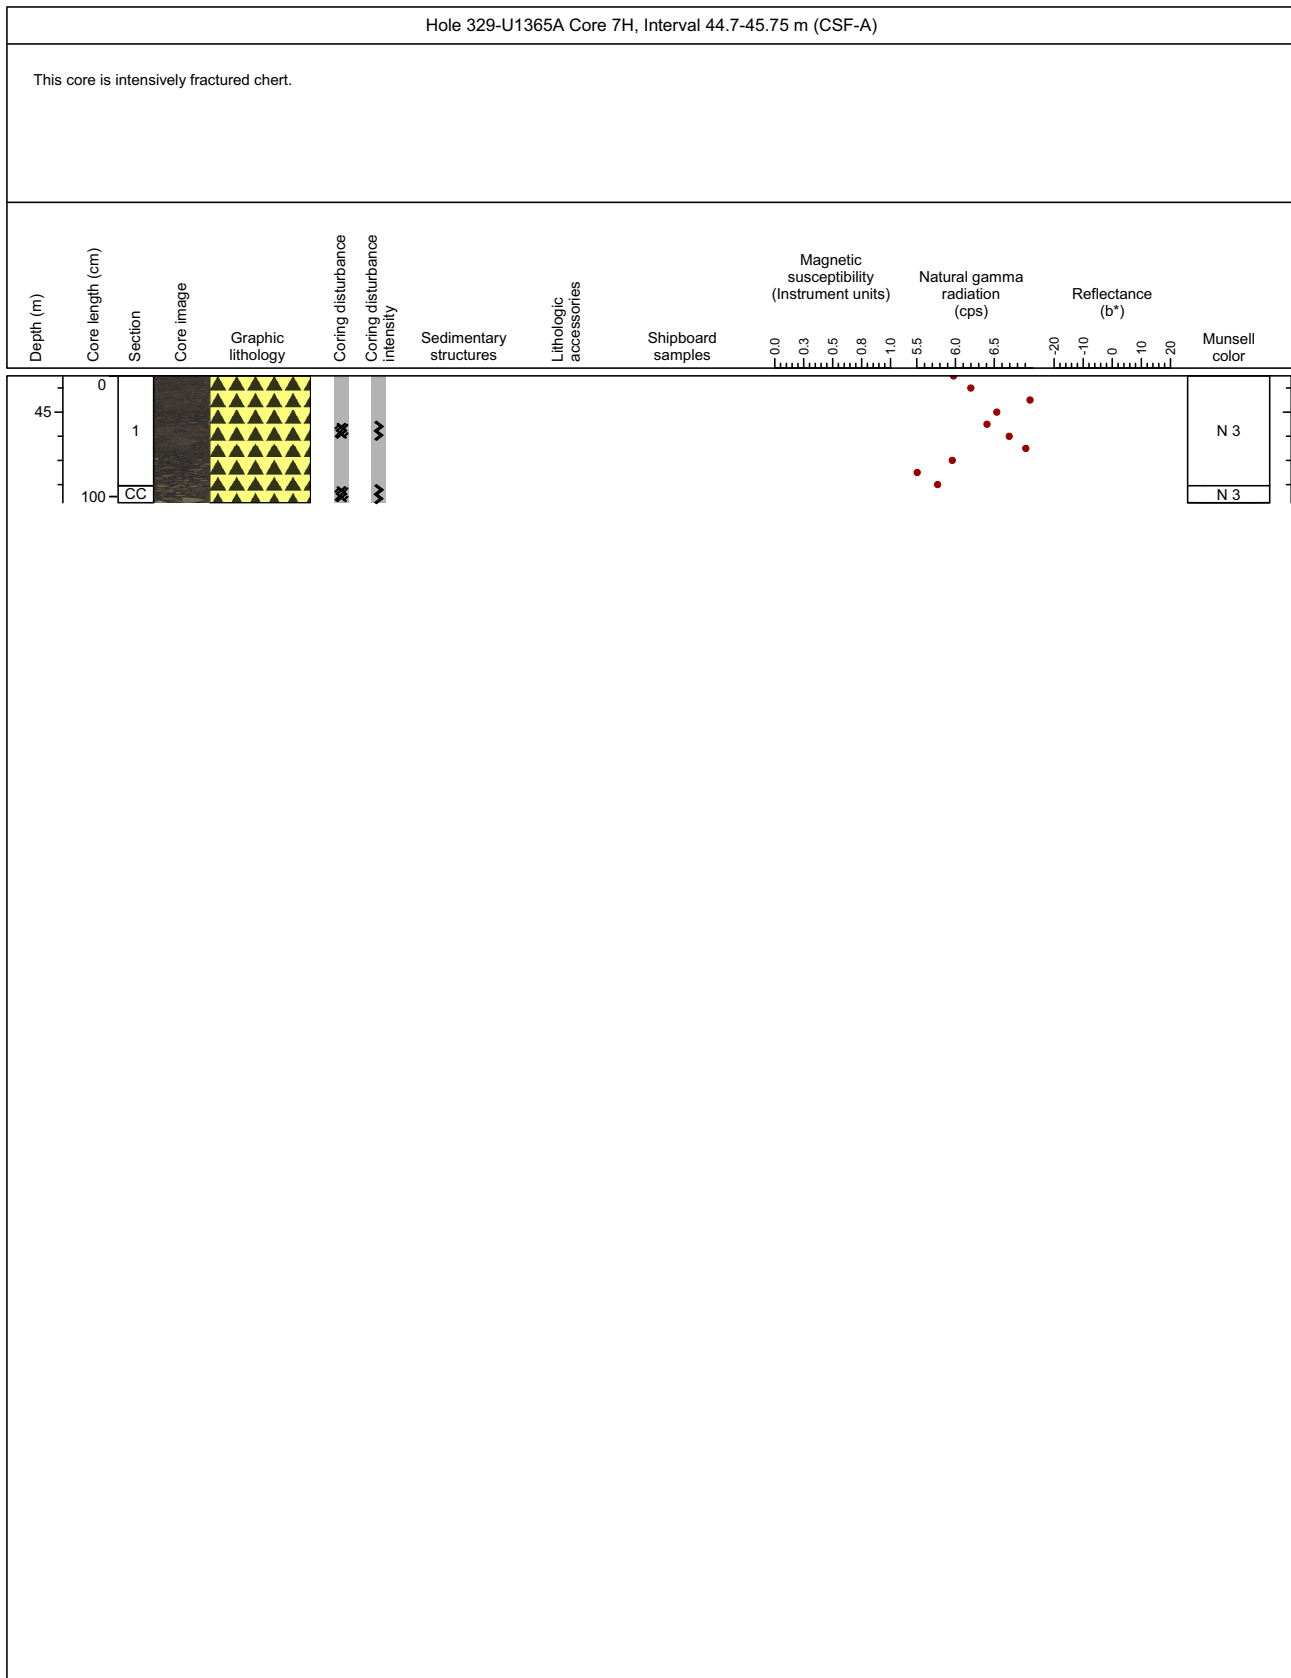 Hole 329-U1365A Core 7H, Interval 44.7-45.75 m (CSF-A)
This core is intensively fractured chert.
Depth (m)
Core length (cm)
Section
Core image
Graphic
lithology
Coring disturbance
Coring disturbance
intensity
Sedimentary
structures
Lithologic
accessories
Shipboard
samples
Magnetic
susceptibility
(Instrument units)
0.0 0.3 0.5 0.8 1.0
Natural gamma
radiation
(cps)
5.5 6.0 6.5
Reflectance
(b*)
-20 -10 0 10 20
Munsell
color
0
45
1
N 3
100
CC
N 3